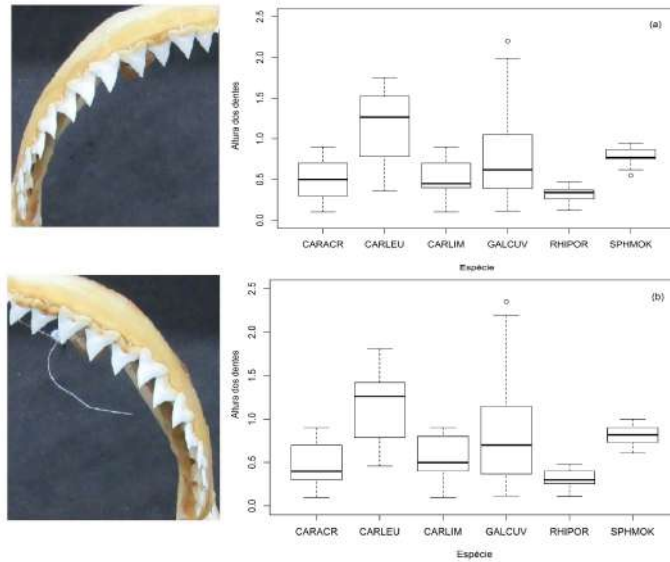 (a)
Altura dos dentes
2.5
2.0
1.5
1.0
0.5
0.0
CARACR CARLEU CARLIM GALCUV RHIPOR SPHMOK
Espécie
(b)
Altura dos dentes
2.5
2.0
1.5
1.0
0.5
0.0
CARACR CARLEU CARLIM GALCUV RHIPOR SPHMOK
Espécie